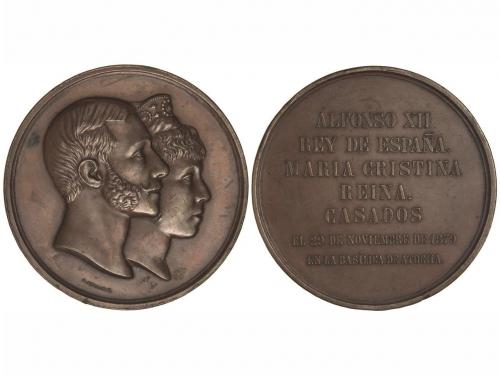 ALFONSO XII
REY DE ESPAÑA.
MARIA CRISTINA
REINA.
CASADOS
EL 29 DE NOVIEMBRE DE 1879
EN LA BASÍLICA DE ATOCHA.